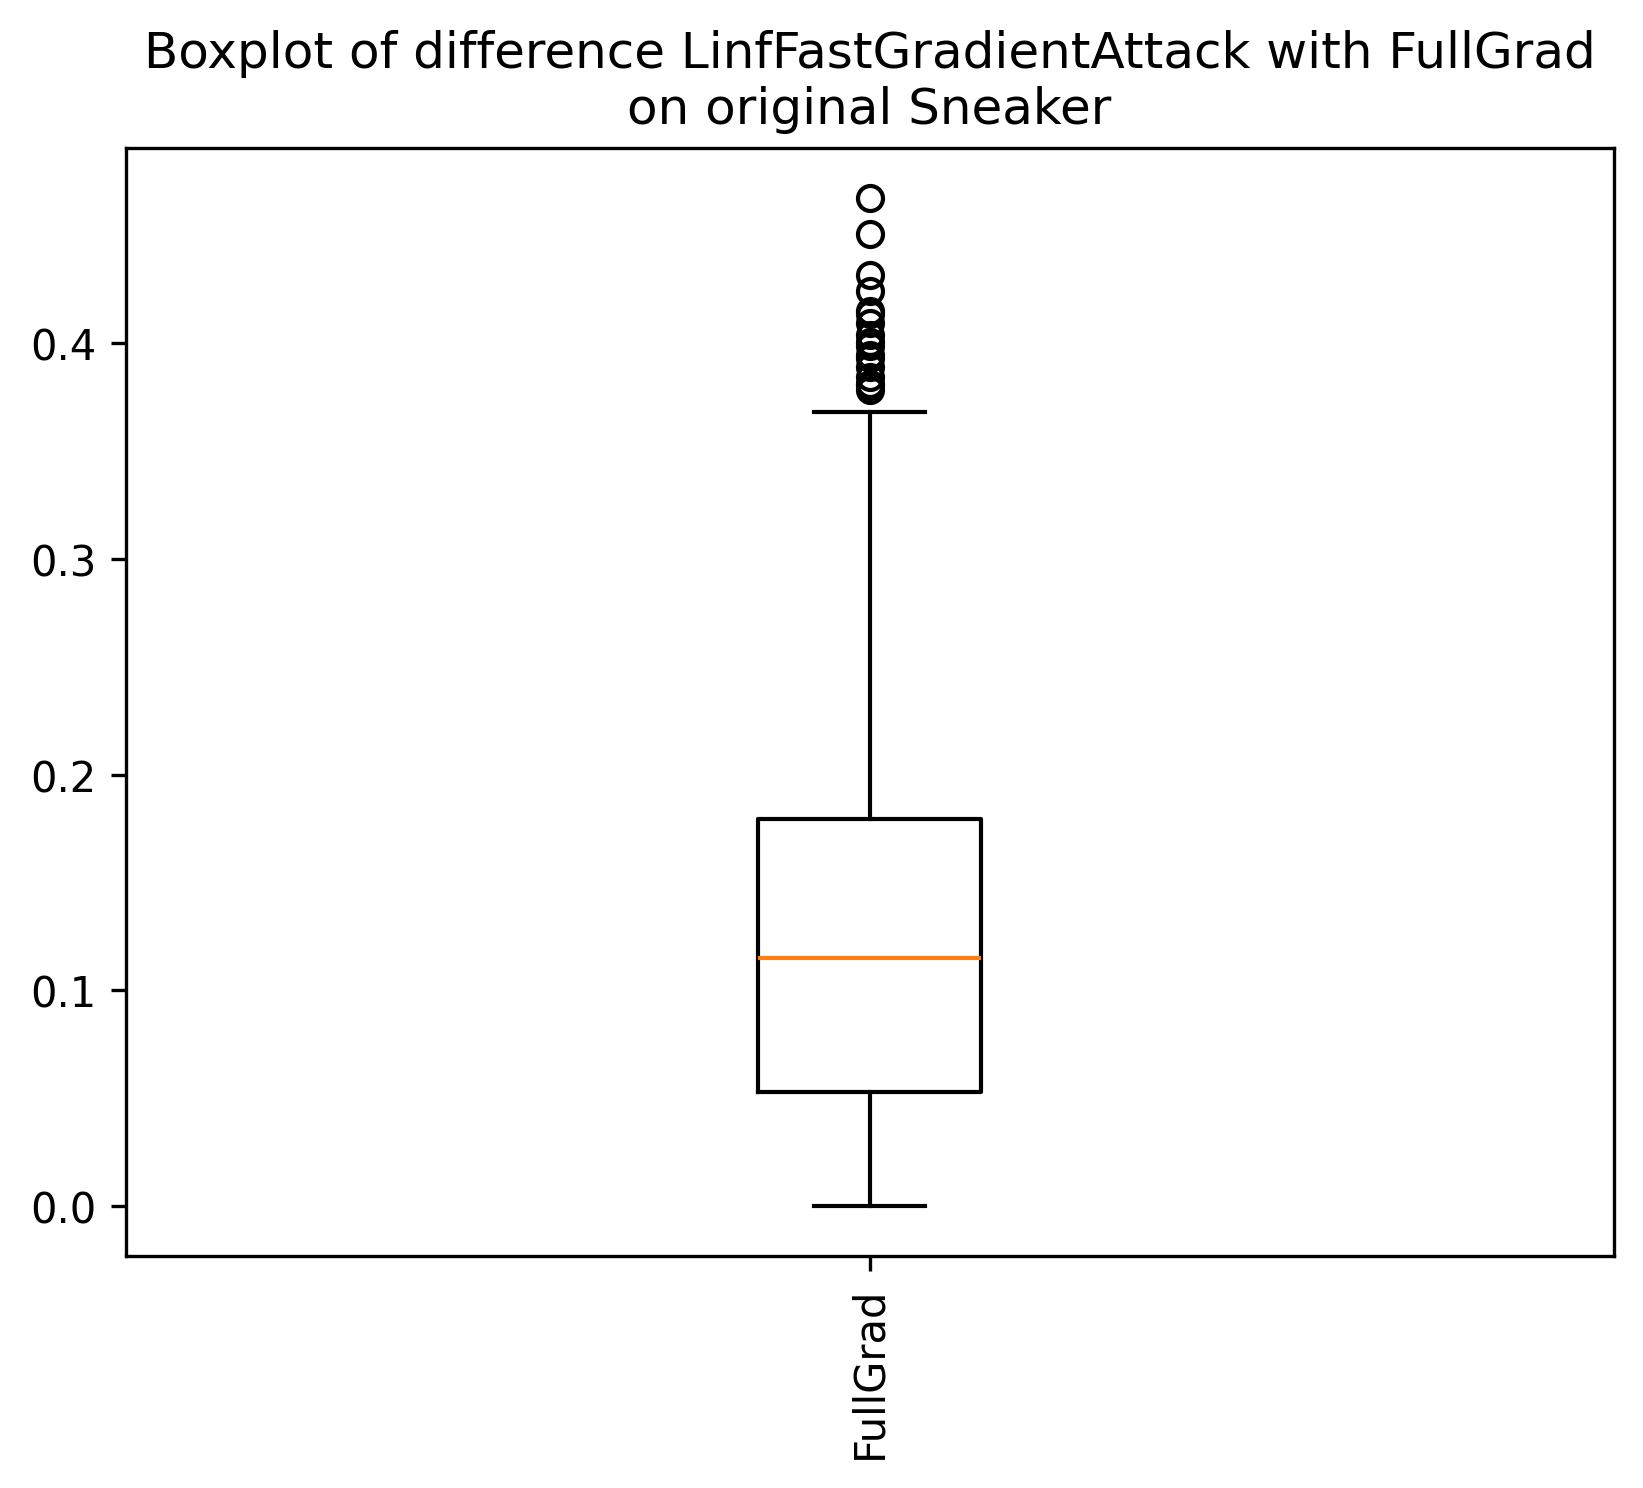 Boxplot of difference LinfFastGradientAttack with FullGrad
on original Sneaker
0.4
0.3
0.2
0.1
0.0
FullGrad